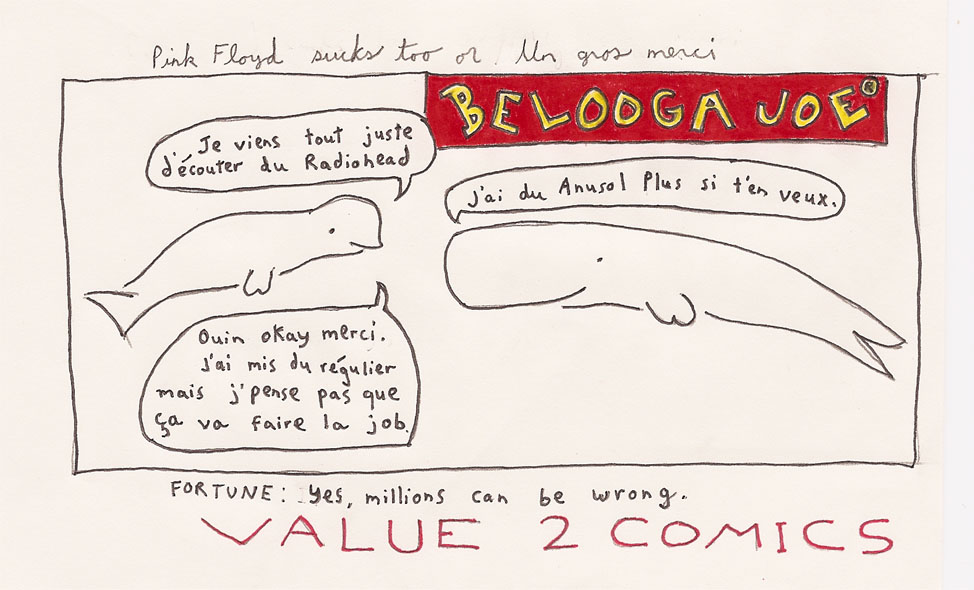 Pink Floyd sucks too or Un gros merci
BELOOGA JOE®
Je viens tout juste
d'écouter du Radiohead
J'ai du Anusol Plus si t'en veux.
Ouin okay merci.
J'ai mis du régulier
mais j'pense pas que
ça va faire la job.
FORTUNE: Yes, millions can be wrong.
VALUE 2 COMICS